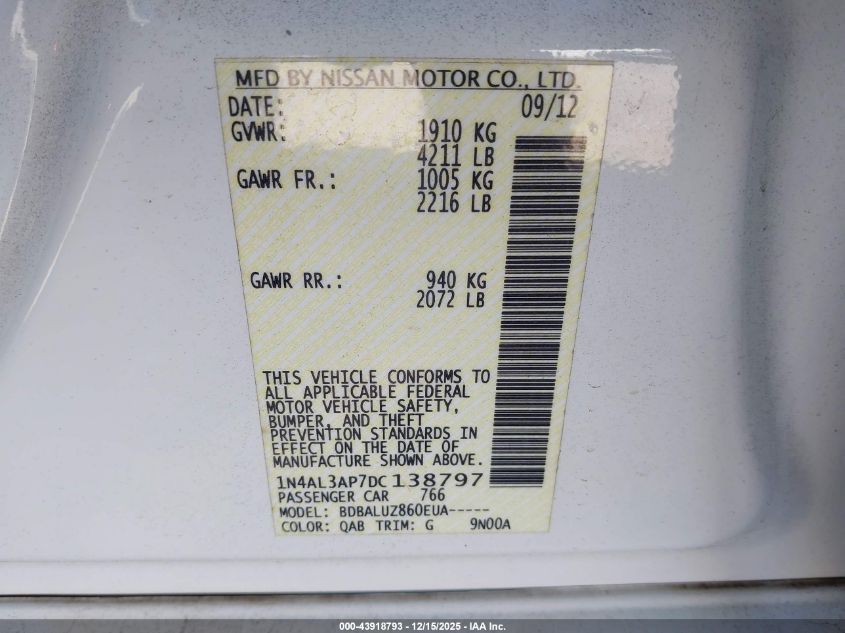 MFD BY NISSAN MOTOR CO., LTD.
DATE: 09/12
GVWR: 1910 KG
4211 LB
GAWR FR.: 1005 KG
2216 LB
GAWR RR.: 940 KG
2072 LB
THIS VEHICLE CONFORMS TO
ALL APPLICABLE FEDERAL
MOTOR VEHICLE SAFETY,
BUMPER, AND THEFT
PREVENTION STANDARDS IN
EFFECT ON THE DATE OF
MANUFACTURE SHOWN ABOVE.
1N4AL3AP7DC138797
PASSENGER CAR 766
MODEL: BDBALUZ860EUA-----
COLOR: QAB TRIM: G 9N00A
000-43918793 - 12/15/2025 - IAA Inc.